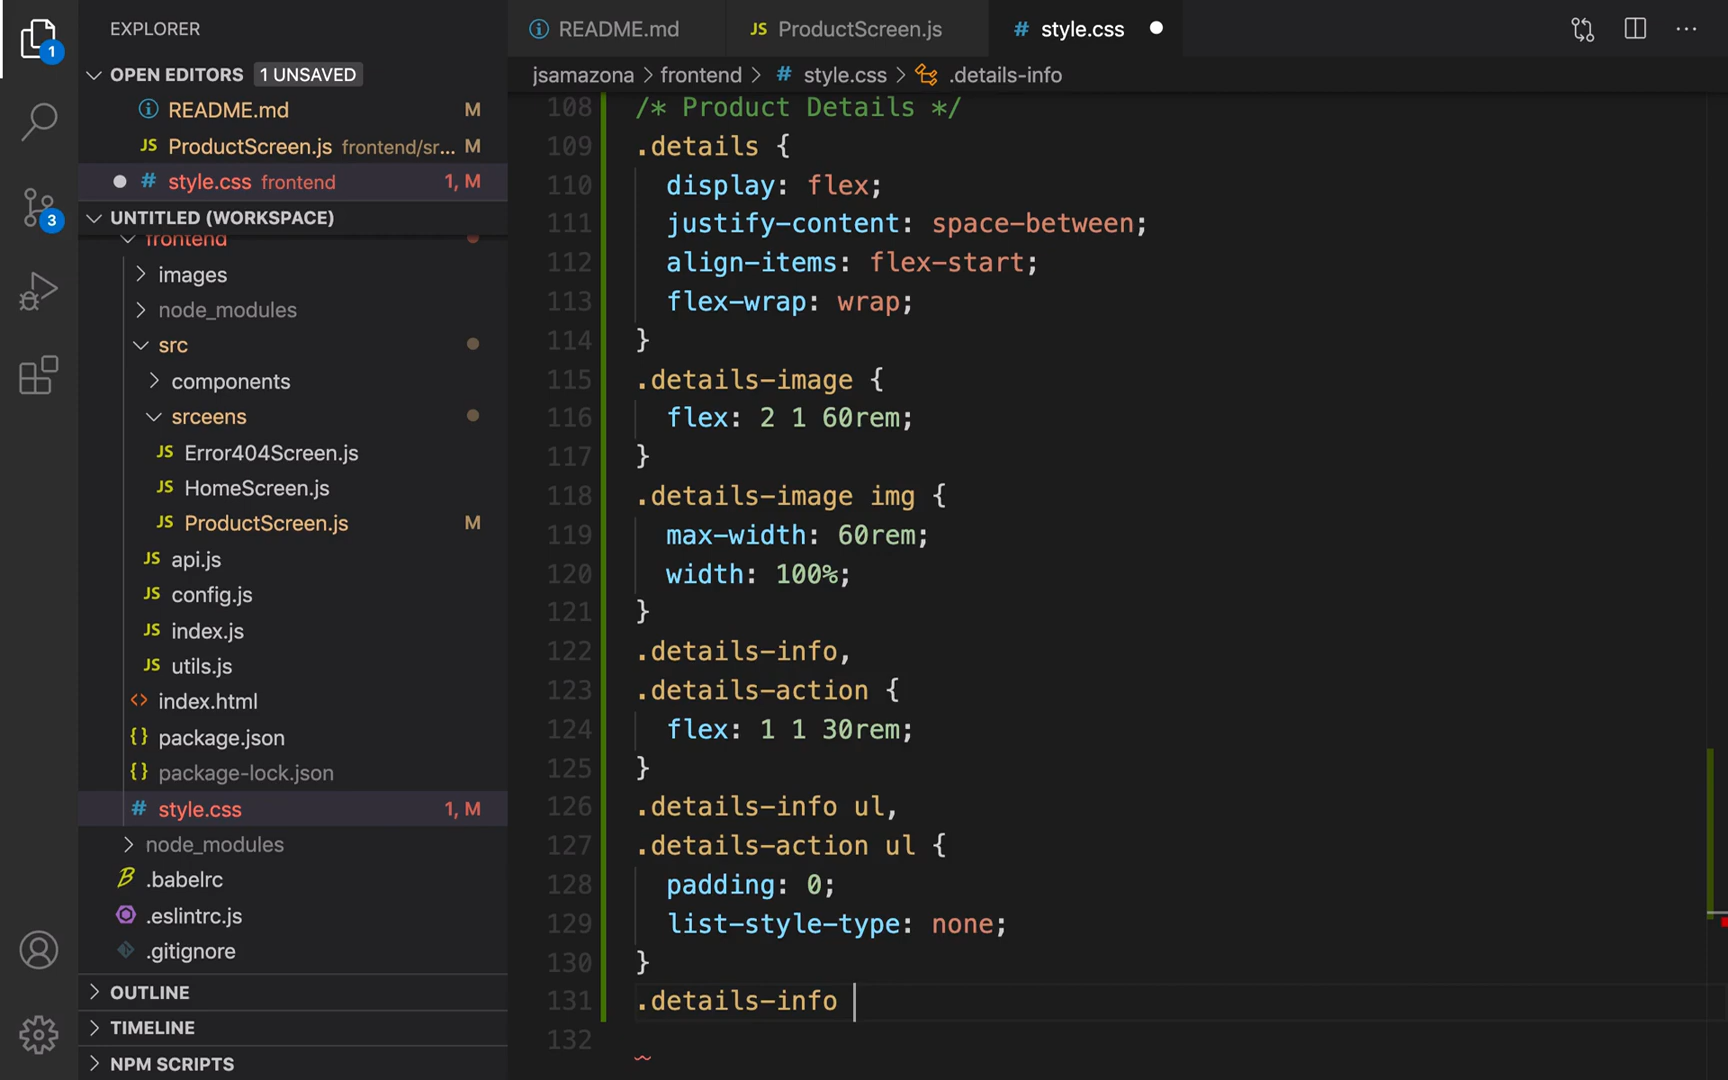 EXPLORER
OPEN EDITORS 1 UNSAVED
README.md M
ProductScreen.js frontend/sr... M
style.css frontend 1, M
UNTITLED (WORKSPACE)
frontend
images
node_modules
src
components
srceens
Error404Screen.js
HomeScreen.js
ProductScreen.js M
api.js
config.js
index.js
utils.js
index.html
package.json
package-lock.json
style.css 1, M
node_modules
.babelrc
.eslintrc.js
.gitignore
OUTLINE
TIMELINE
NPM SCRIPTS
1
3
README.md
JS ProductScreen.js
# style.css
jsamazona > frontend > # style.css > .details-info
108 /* Product Details */
109 .details {
110 display: flex;
111 justify-content: space-between;
112 align-items: flex-start;
113 flex-wrap: wrap;
114 }
115 .details-image {
116 flex: 2 1 60rem;
117 }
118 .details-image img {
119 max-width: 60rem;
120 width: 100%;
121 }
122 .details-info,
123 .details-action {
124 flex: 1 1 30rem;
125 }
126 .details-info ul,
127 .details-action ul {
128 padding: 0;
129 list-style-type: none;
130 }
131 .details-info
132